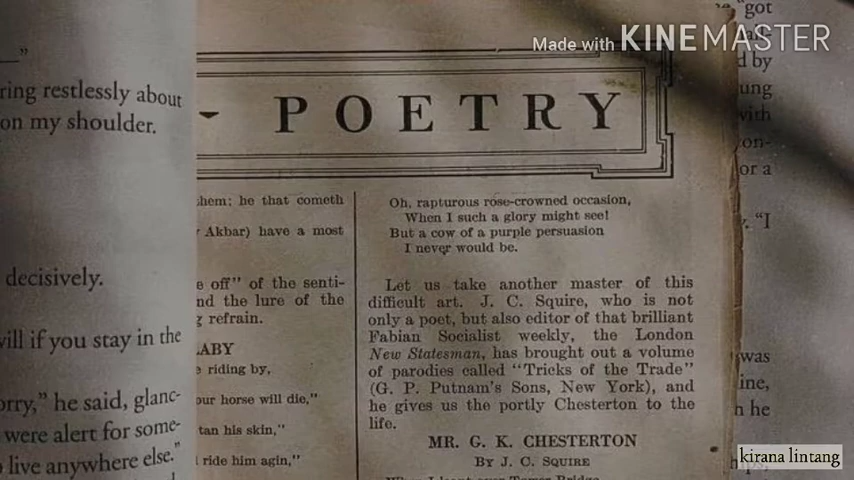 Made with KINEMASTER
”
ring restlessly about
on my shoulder.
decisively.
will if you stay in the
orry,” he said, glanc-
were alert for some-
live anywhere else.”
- POETRY
hem; he that cometh
Akbar) have a most
e off” of the senti-
nd the lure of the
g refrain.
ABY
e riding by,
our horse will die,"
tan his skin,"
ride him agin,"
Oh, rapturous rose-crowned occasion,
When I such a glory might see!
But a cow of a purple persuasion
I never would be.
Let us take another master of this
difficult art. J. C. Squire, who is not
only a poet, but also editor of that brilliant
Fabian Socialist weekly, the London
New Statesman, has brought out a volume
of parodies called “Tricks of the Trade”
(G. P. Putnam's Sons, New York), and
he gives us the portly Chesterton to the
life.
MR. G. K. CHESTERTON
By J. C. SQUIRE
“got
d by
ung
with
on-
or a
“I
was
ine,
he
kirana lintang